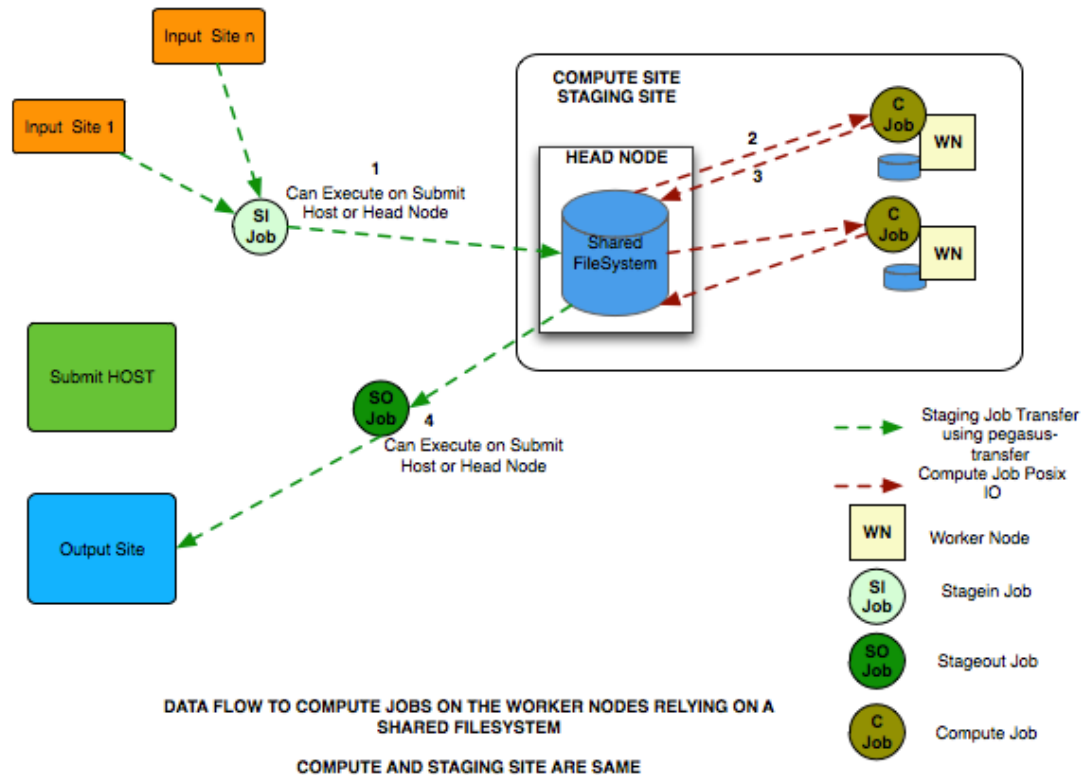 Input  Site n
Input  Site 1
SI
Job
1
Can Execute on Submit
Host or Head Node
COMPUTE SITE
STAGING SITE
HEAD NODE
Shared
FileSystem
2
3
C
Job
WN
C
Job
WN
Submit HOST
SO
Job
4
Can Execute on Submit
Host or Head Node
Output Site
Staging Job Transfer
using pegasus-
transfer
Compute Job Posix
IO
WN
Worker Node
SI
Job
Stagein Job
SO
Job
Stageout Job
C
Job
Compute Job
DATA FLOW TO COMPUTE JOBS ON THE WORKER NODES RELYING ON A
SHARED FILESYSTEM
COMPUTE AND STAGING SITE ARE SAME